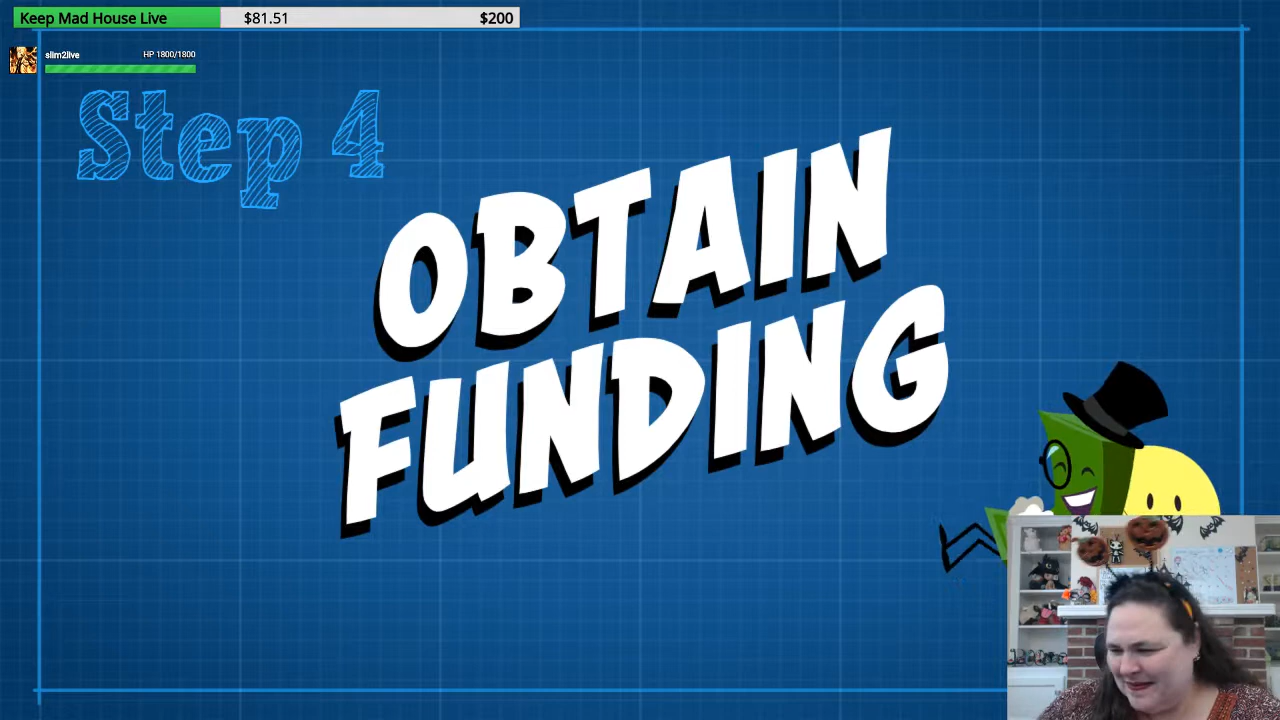 Keep Mad House Live $81.51 $200
slim2live HP 1800/1800
Step 4
OBTAIN
FUNDING